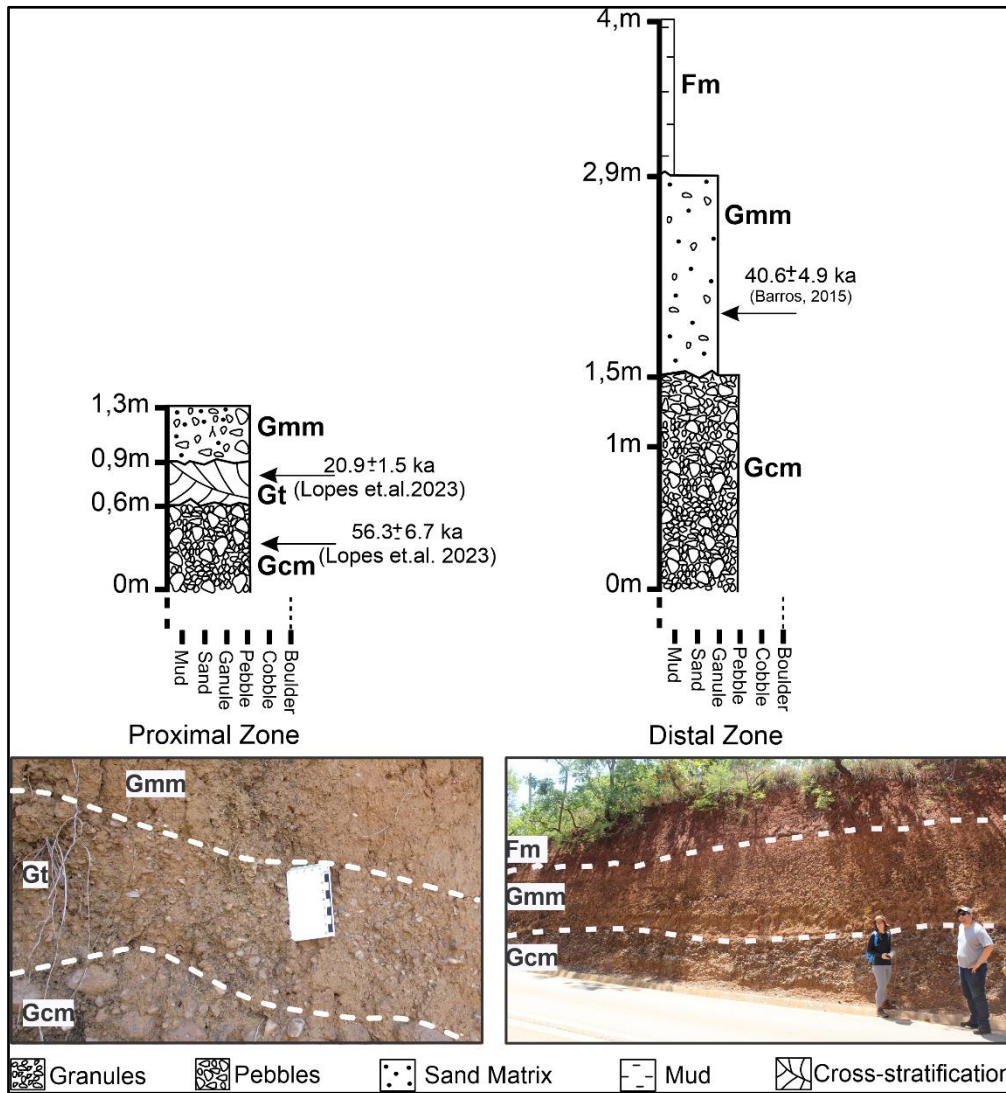 4,m
Fm
2,9m
Gmm
40.6±4.9 ka
(Barros, 2015)
1,5m
1m
Gcm
0m
Mud
Sand
Ganule
Pebble
Cobble
Boulder
Distal Zone
1,3m
Gmm
0,9m
20.9±1.5 ka
Gt (Lopes et.al.2023)
0,6m
56.3±6.7 ka
(Lopes et.al. 2023)
Gcm
0m
Mud
Sand
Ganule
Pebble
Cobble
Boulder
Proximal Zone
Gmm
Gt
Gcm
Fm
Gmm
Gcm
Granules
Pebbles
Sand Matrix
Mud
Cross-stratification